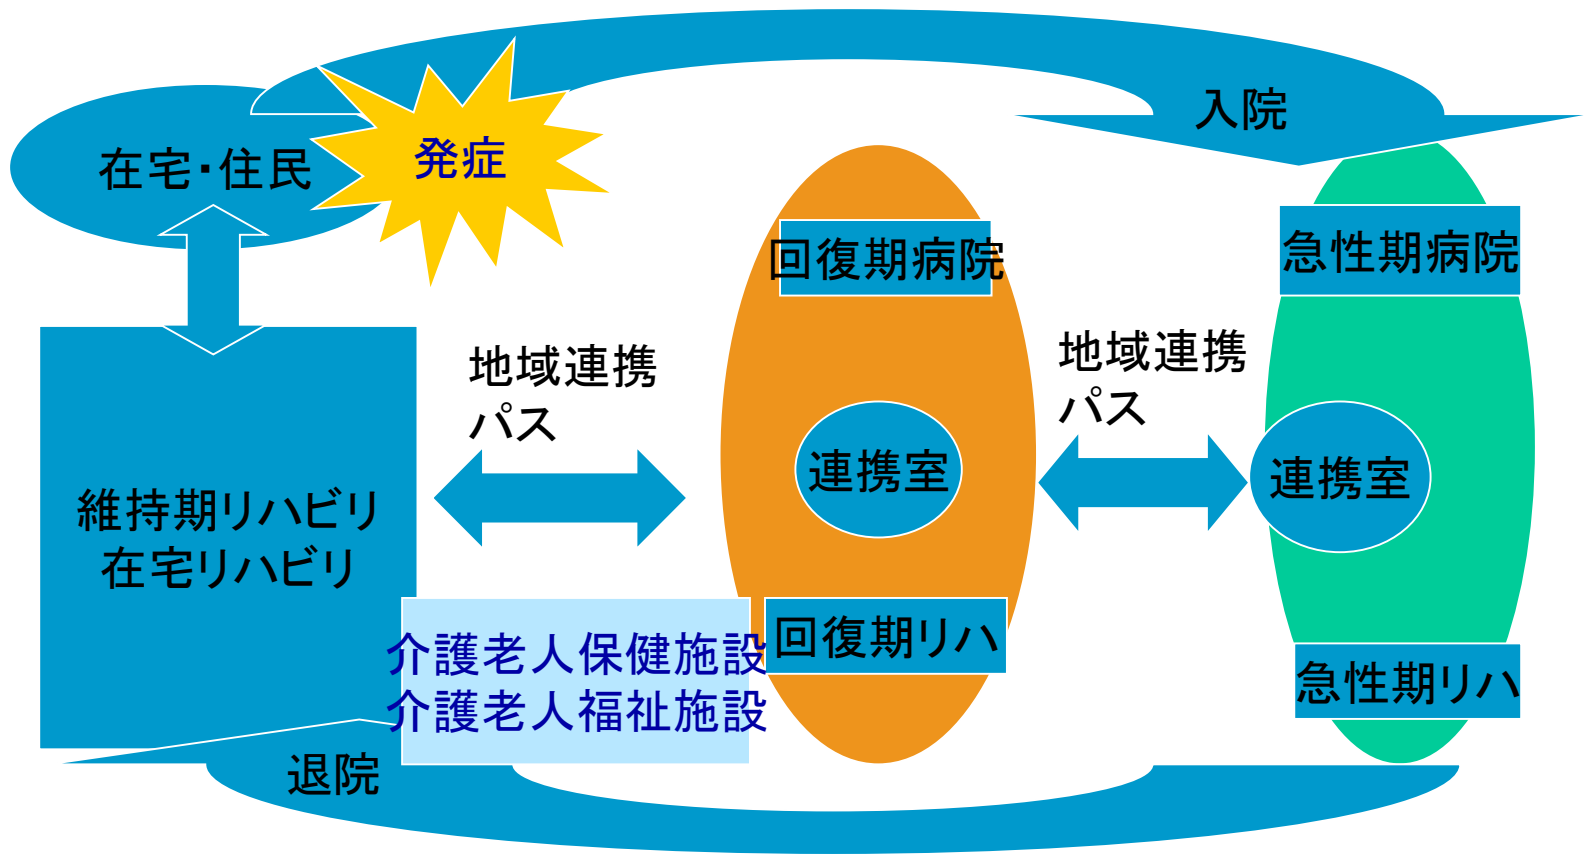 入院
発症
在宅・住民
回復期病院
急性期病院
地域連携
パス
地域連携
パス
連携室
連携室
維持期リハビリ
在宅リハビリ
介護老人保健施設
介護老人福祉施設
回復期リハ
急性期リハ
退院